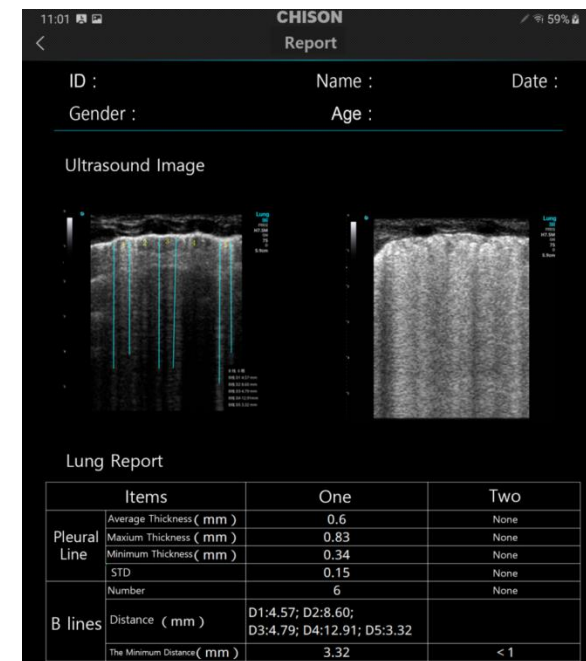 11:01 59%
CHISON
Report
ID : Name : Date :
Gender : Age :
Ultrasound Image
Lung
Lung
Lung Report
Items One Two
Pleural Line
Average Thickness( mm ) 0.6 None
Maxium Thickness ( mm ) 0.83 None
Minimum Thickness( mm ) 0.34 None
STD 0.15 None
B lines
Number 6 None
Distance ( mm ) D1:4.57; D2:8.60;
D3:4.79; D4:12.91; D5:3.32
The Minimum Distance( mm ) 3.32 <1